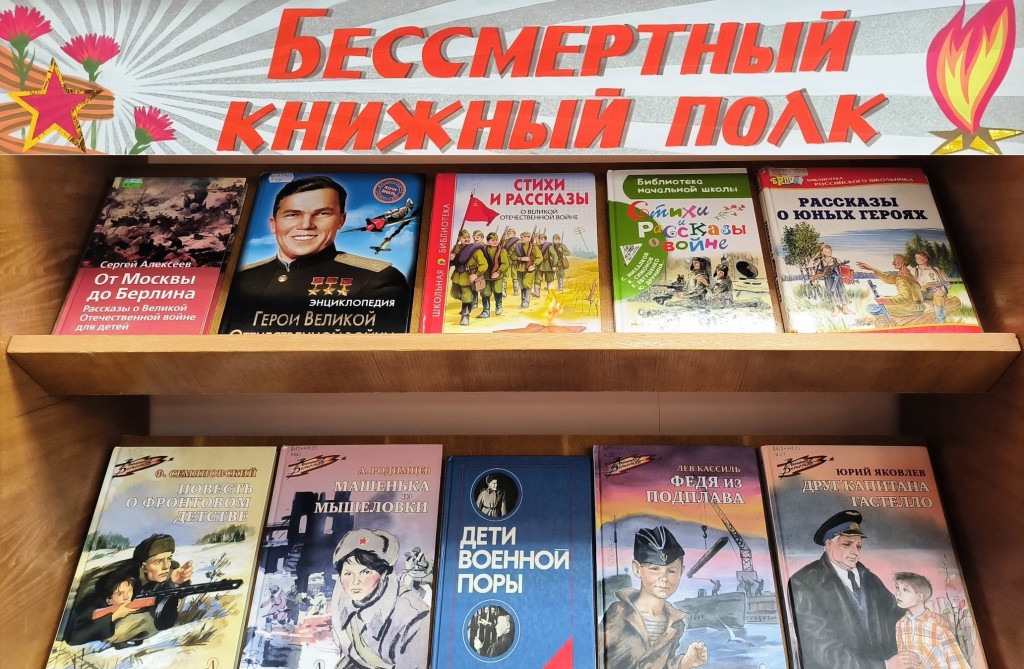 Бессмертный
книжный полк
Сергей Алексеев
От Москвы
до Берлина
Рассказы о Великой
Отечественной войне
для детей
ЭНЦИКЛОПЕДИЯ
Герои Великой
Отечественной войны
ШКОЛЬНАЯ БИБЛИОТЕКА
СТИХИ
И РАССКАЗЫ
О ВЕЛИКОЙ
ОТЕЧЕСТВЕННОЙ ВОЙНЕ
Библиотека
начальной школы
Стихи
и Рассказы
о войне
БИБЛИОТЕКА
РОССИЙСКОГО ШКОЛЬНИКА
РАССКАЗЫ
О ЮНЫХ ГЕРОЯХ
Ф. СЕМЯНОВСКИЙ
ПОВЕСТЬ
О ФРОНТОВОМ
ДЕТСТВЕ
А. РОДИМЦЕВ
МАШЕНЬКА
ИЗ
МЫШЕЛОВКИ
ДЕТИ
ВОЕННОЙ
ПОРЫ
ЛЕВ КАССИЛЬ
ФЕДЯ ИЗ
ПОДПЛАВА
ЮРИЙ ЯКОВЛЕВ
ДРУГ КАПИТАНА
ГАСТЕЛЛО